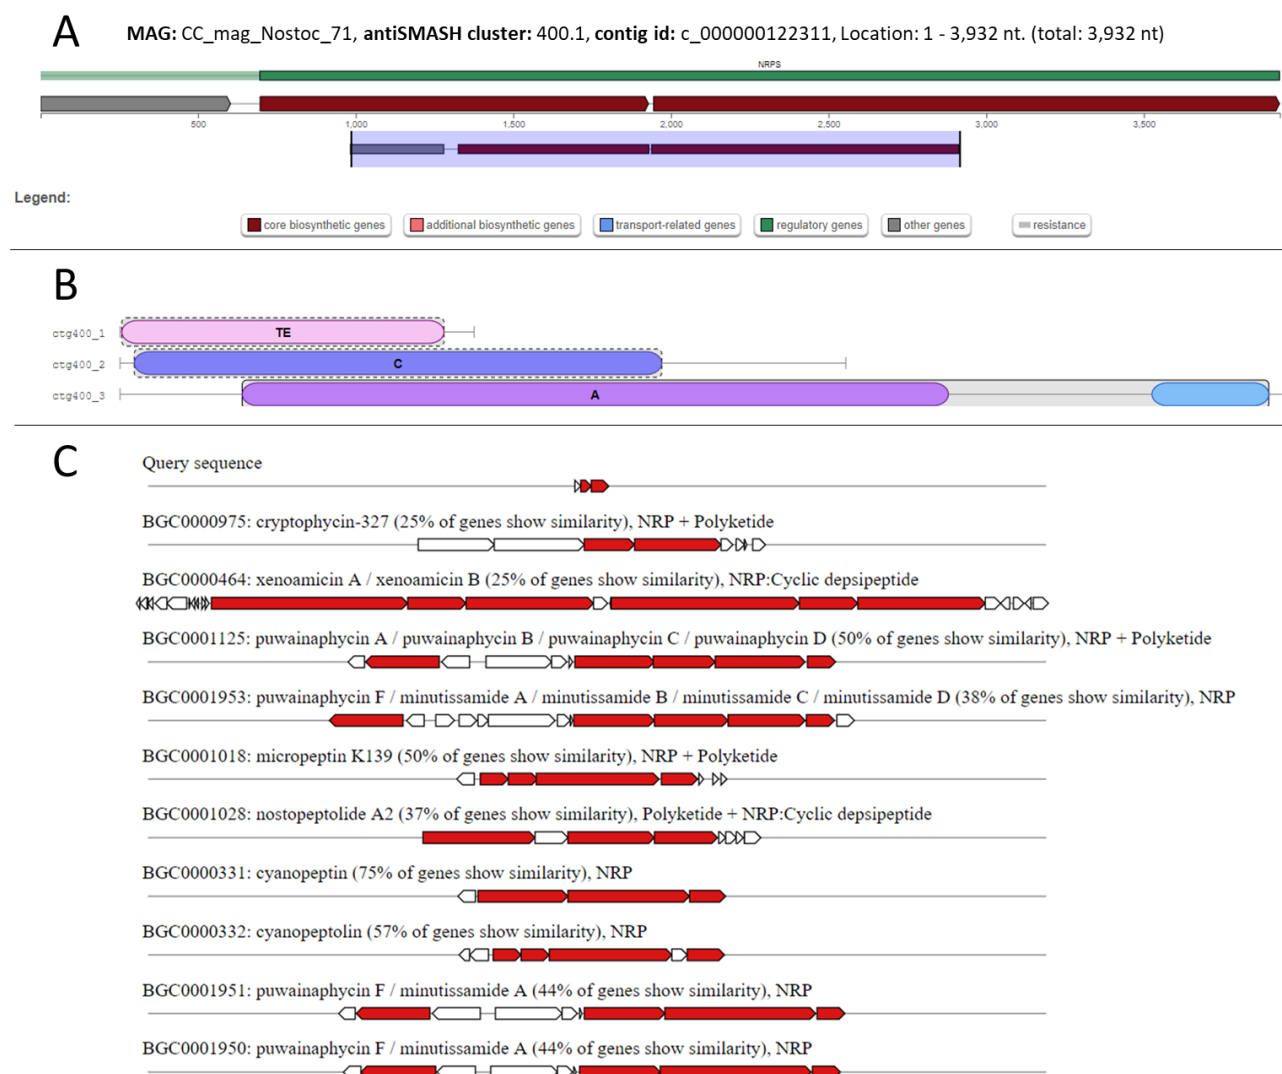 A
MAG: CC_mag_Nostoc_71, antiSMASH cluster: 400.1, contig id: c_000000122311, Location: 1 - 3,932 nt. (total: 3,932 nt)
NRPS
500 1,000 1,500 2,000 2,500 3,000 3,500
Legend:
core biosynthetic genes additional biosynthetic genes transport-related genes regulatory genes other genes resistance
B
ctg400_1 TE
ctg400_2 C
ctg400_3 A
C
Query sequence
BGC0000975: cryptophycin-327 (25% of genes show similarity), NRP + Polyketide
BGC0000464: xenoamicin A / xenoamicin B (25% of genes show similarity), NRP:Cyclic depsipeptide
BGC0001125: puwainaphycin A / puwainaphycin B / puwainaphycin C / puwainaphycin D (50% of genes show similarity), NRP + Polyketide
BGC0001953: puwainaphycin F / minutissamide A / minutissamide B / minutissamide C / minutissamide D (38% of genes show similarity), NRP
BGC0001018: micropeptin K139 (50% of genes show similarity), NRP + Polyketide
BGC0001028: nostopeptolide A2 (37% of genes show similarity), Polyketide + NRP:Cyclic depsipeptide
BGC0000331: cyanopeptin (75% of genes show similarity), NRP
BGC0000332: cyanopeptolin (57% of genes show similarity), NRP
BGC0001951: puwainaphycin F / minutissamide A (44% of genes show similarity), NRP
BGC0001950: puwainaphycin F / minutissamide A (44% of genes show similarity), NRP